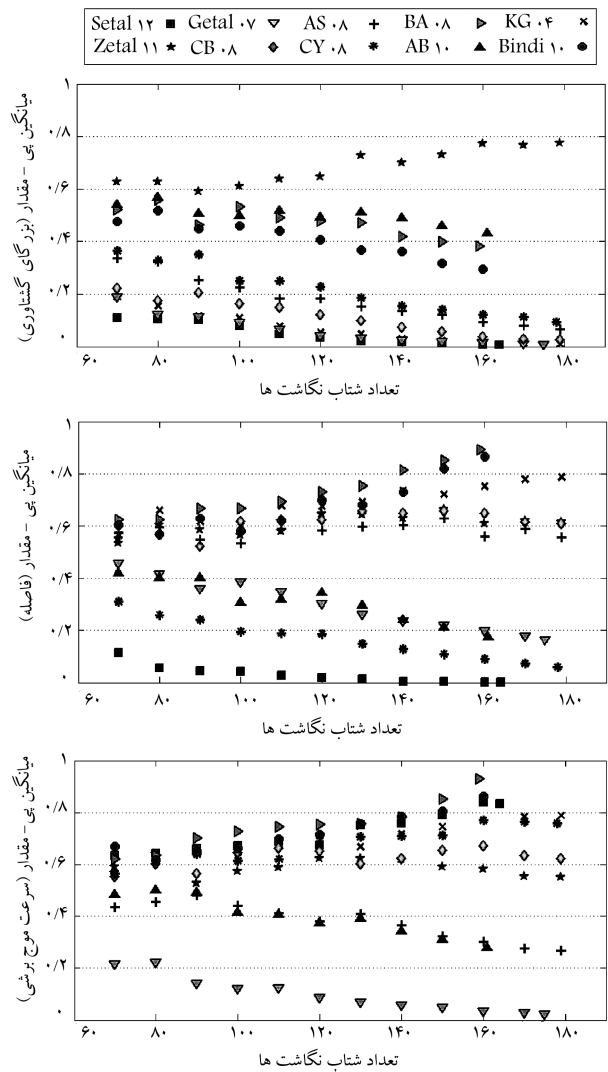 Setal ۱۲ Getal ۰۷ AS ۰۸ BA ۰۸ KG ۰۴
Zetal ۱۱ CB ۰۸ CY ۰۸ AB ۱۰ Bindi ۱۰
میانگین پی - مقدار (بزرگای گشتاوری)
۱
۰/۸
۰/۶
۰/۴
۰/۲
۰
۶۰ ۸۰ ۱۰۰ ۱۲۰ ۱۴۰ ۱۶۰ ۱۸۰
تعداد شتاب نگاشت ها
میانگین پی - مقدار (فاصله)
۱
۰/۸
۰/۶
۰/۴
۰/۲
۰
۶۰ ۸۰ ۱۰۰ ۱۲۰ ۱۴۰ ۱۶۰ ۱۸۰
تعداد شتاب نگاشت ها
میانگین پی - مقدار (سرعت موج برشی)
۱
۰/۸
۰/۶
۰/۴
۰/۲
۰
۶۰ ۸۰ ۱۰۰ ۱۲۰ ۱۴۰ ۱۶۰ ۱۸۰
تعداد شتاب نگاشت ها